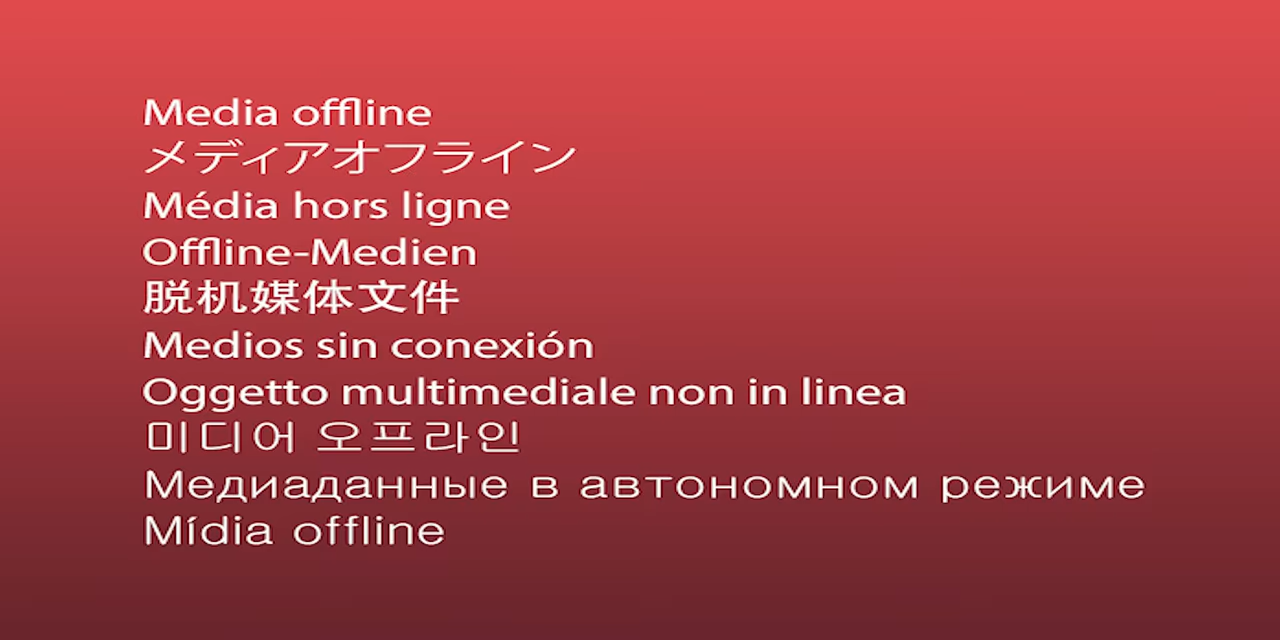 Media offline
メディアオフライン
Média hors ligne
Offline-Medien
脱机媒体文件
Medios sin conexión
Oggetto multimediale non in linea
미디어 오프라인
Медиаданные в автономном режиме
Mídia offline